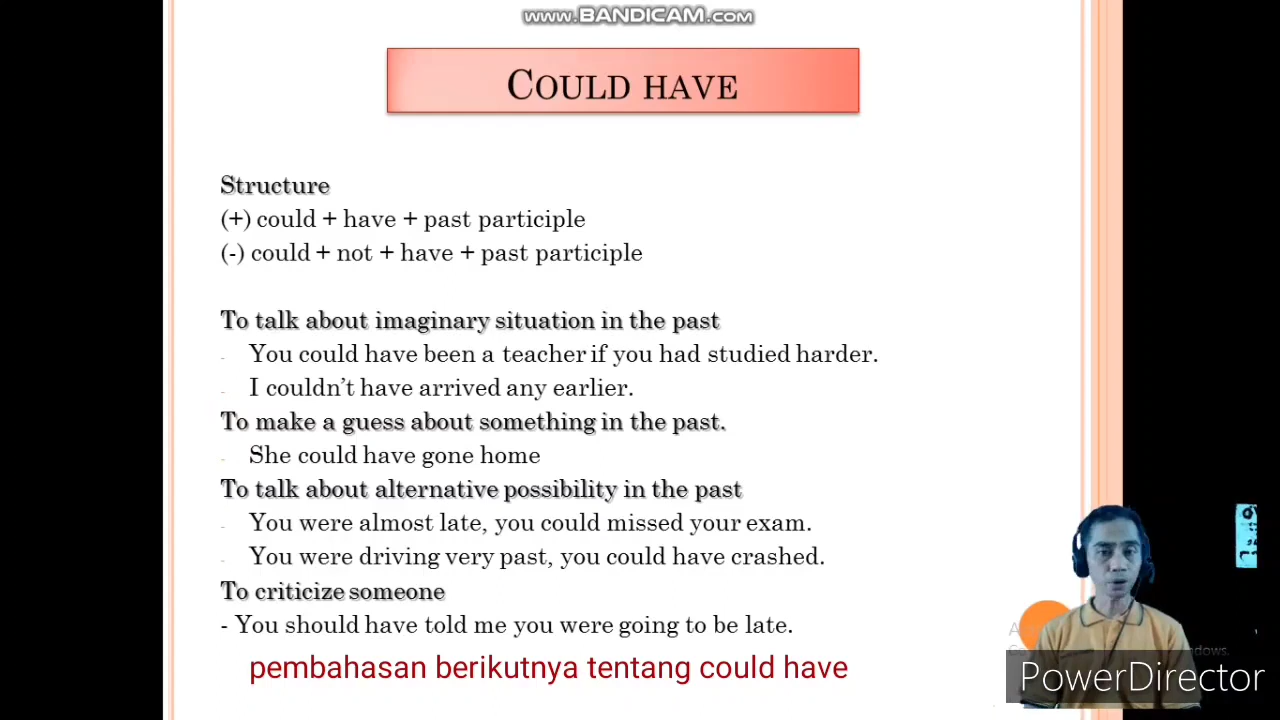 www.BANDICAM.com
COULD HAVE
Structure
(+) could + have + past participle
(-) could + not + have + past participle
To talk about imaginary situation in the past
- You could have been a teacher if you had studied harder.
- I couldn’t have arrived any earlier.
To make a guess about something in the past.
- She could have gone home
To talk about alternative possibility in the past
- You were almost late, you could missed your exam.
- You were driving very past, you could have crashed.
To criticize someone
- You should have told me you were going to be late.
pembahasan berikutnya tentang could have
PowerDirector